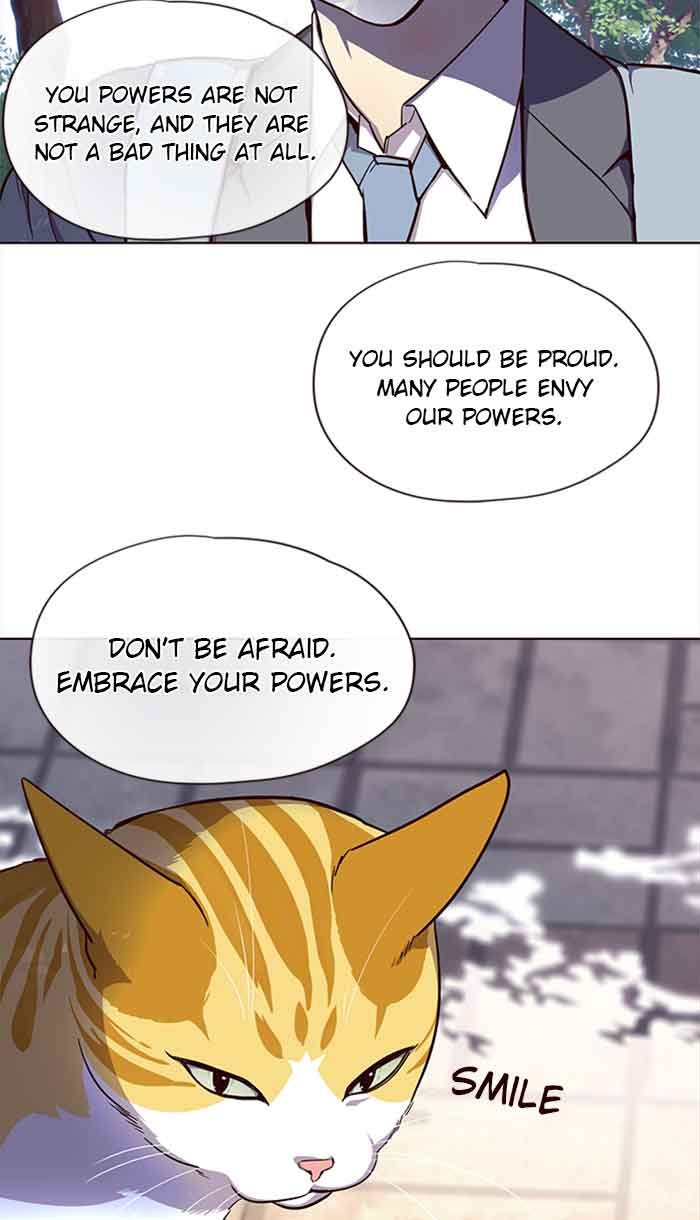 YOU POWERS ARE NOT
STRANGE, AND THEY ARE
NOT A BAD THING AT ALL.
YOU SHOULD BE PROUD.
MANY PEOPLE ENVY
OUR POWERS.
DON'T BE AFRAID.
EMBRACE YOUR POWERS.
SMILE